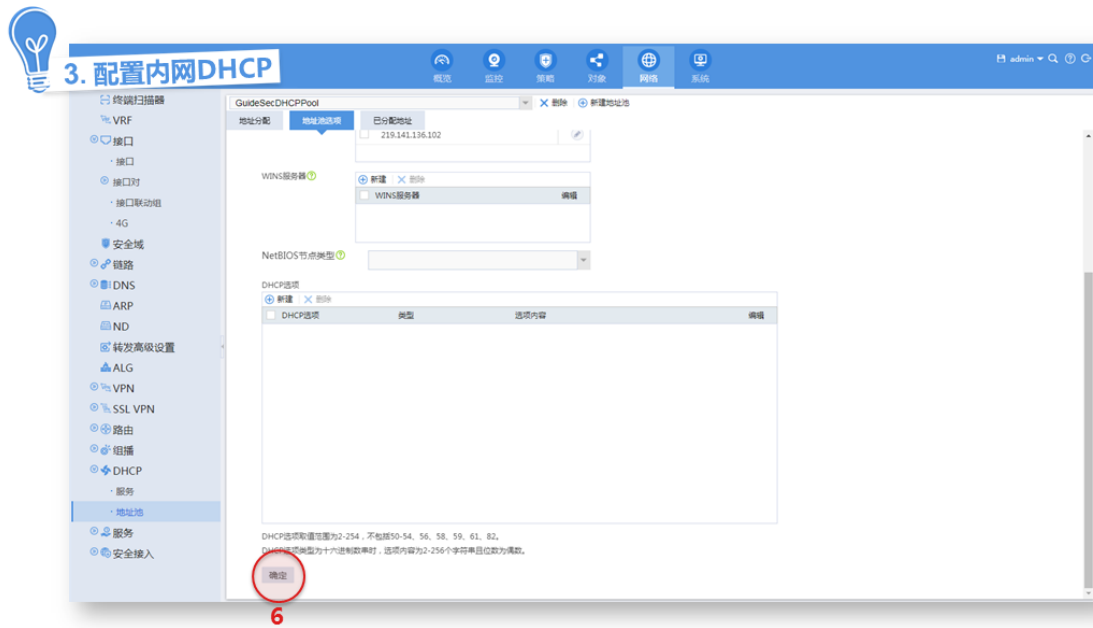 3. 配置内网DHCP
概览 监控 策略 对象 网络 系统
admin
终端扫描器
VRF
接口
接口
接口对
接口联动组
4G
安全域
链路
DNS
ARP
ND
转发高级设置
ALG
VPN
SSL VPN
路由
组播
DHCP
服务
地址池
服务
安全接入
GuideSecDHCPPool 删除 新建地址池
地址分配 地址池选项 已分配地址
219.141.136.102
WINS服务器 新建 删除
WINS服务器 编辑
NetBIOS节点类型
DHCP选项
新建 删除
DHCP选项 类型 选项内容 编辑
DHCP选项取值范围为2-254，不包括50-54、56、58、59、61、82。
DHCP选项类型为十六进制数串时，选项内容为2-256个字符串且位数为偶数。
确定
6